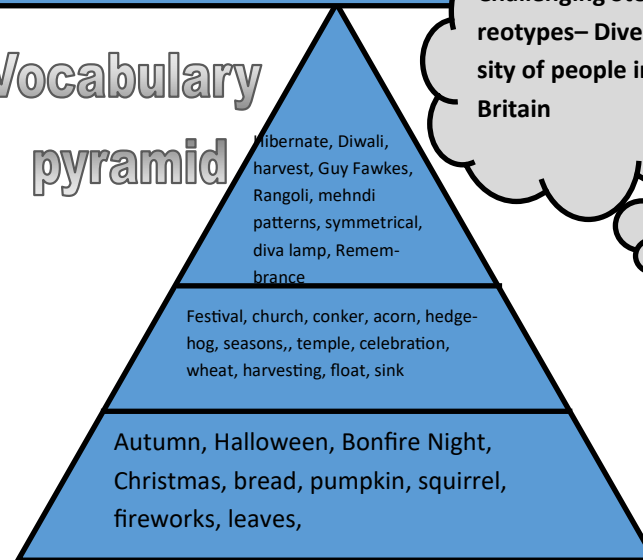 Vocabulary
pyramid
reotypes– Dive
sity of people in
Britain
Hibernate, Diwali,
harvest, Guy Fawkes,
Rangoli, mehndi
patterns, symmetrical,
diva lamp, Remem-
brance
Festival, church, conker, acorn, hedge-
hog, seasons,, temple, celebration,
wheat, harvesting, float, sink
Autumn, Halloween, Bonfire Night,
Christmas, bread, pumpkin, squirrel,
fireworks, leaves,